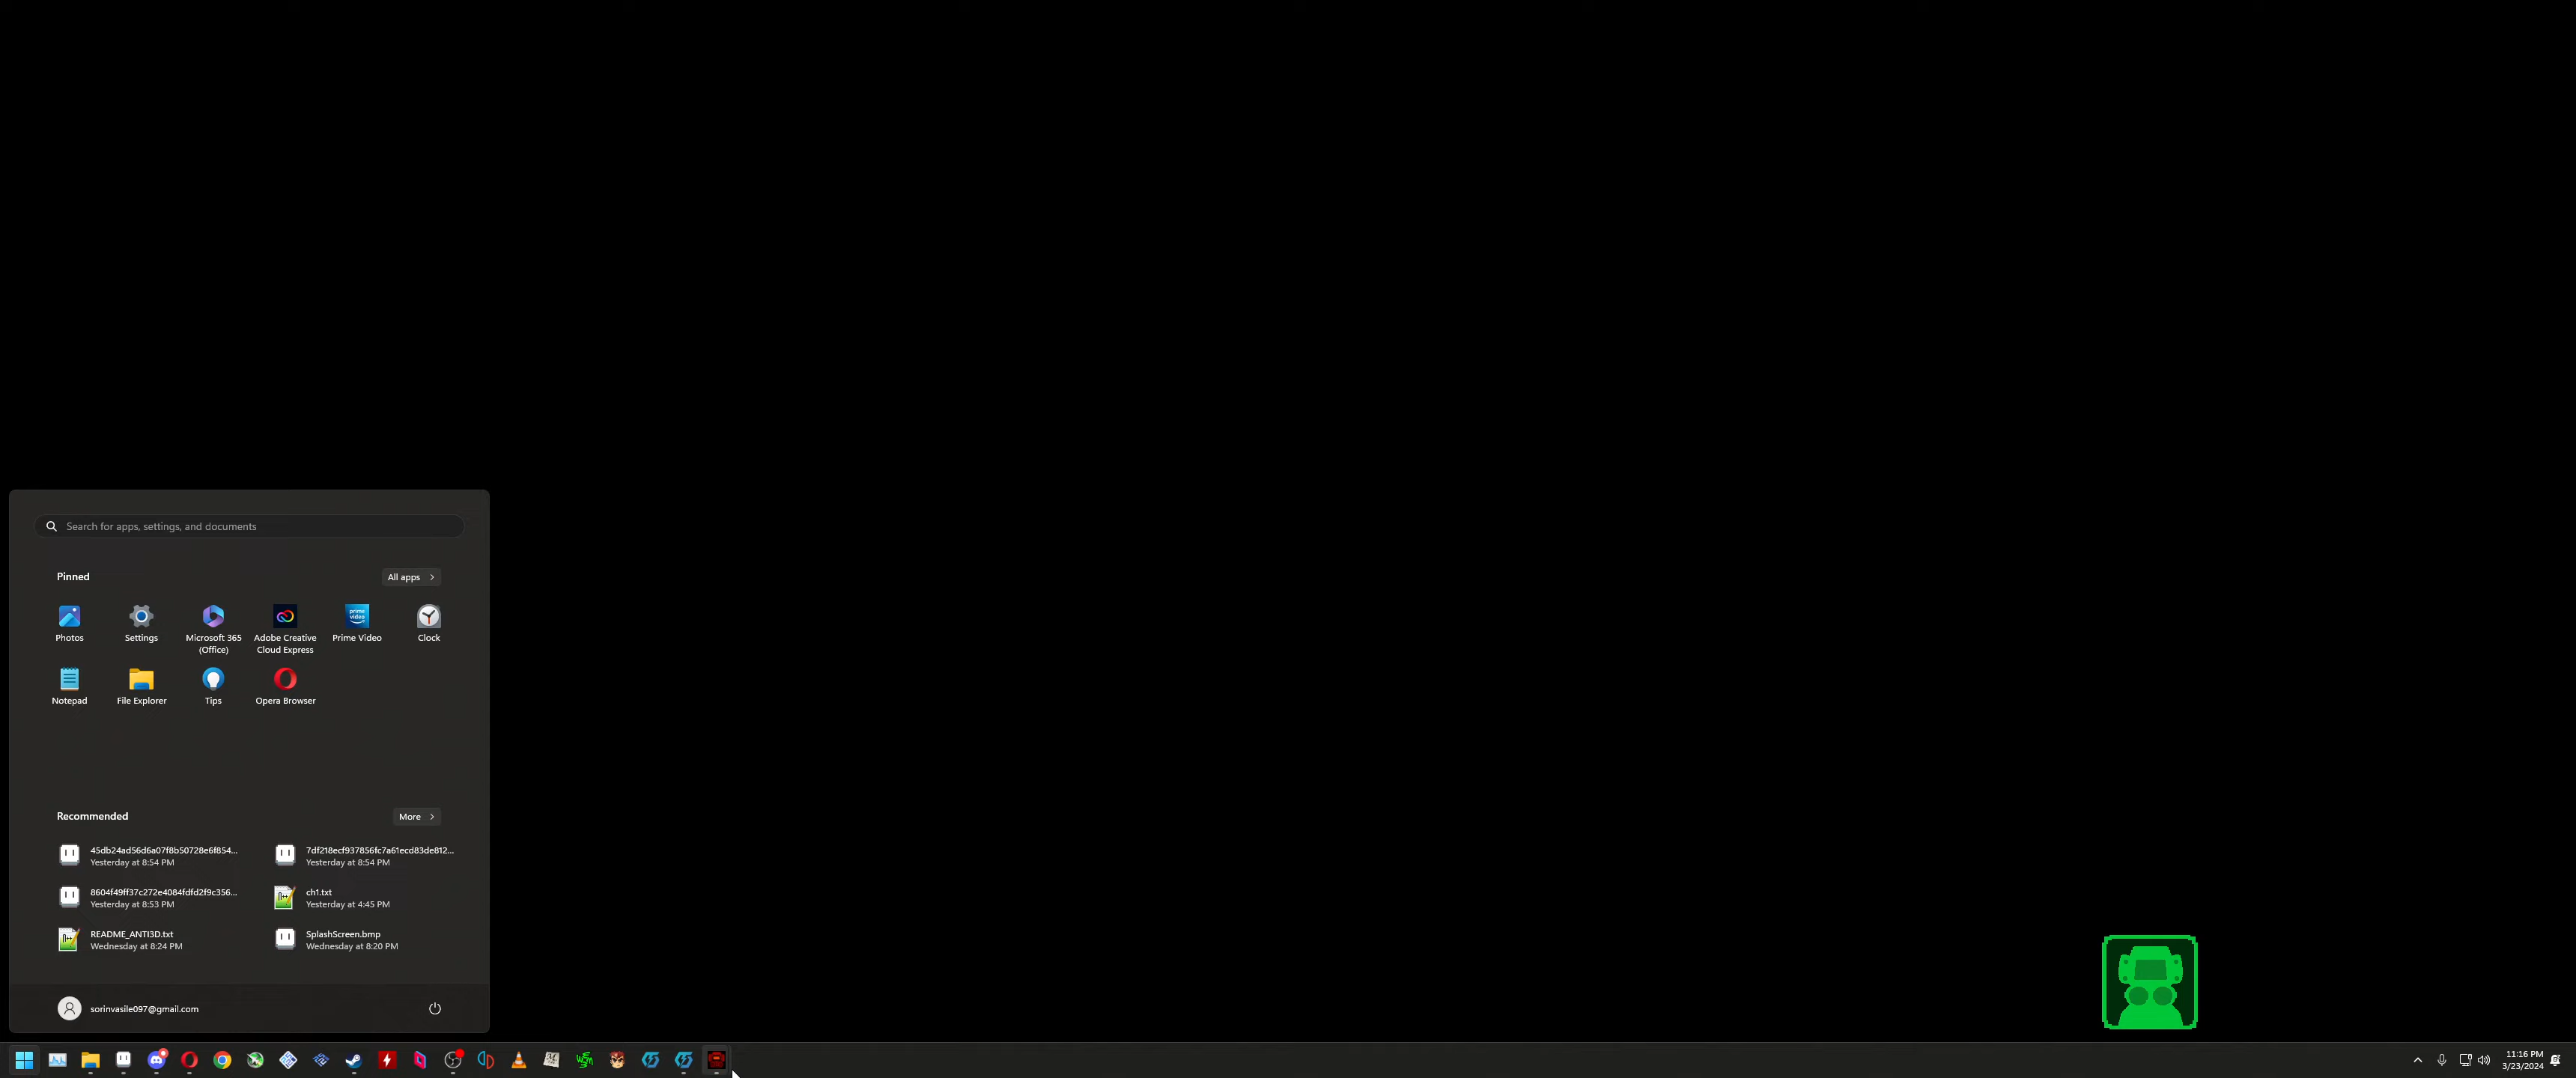 Search for apps, settings, and documents
Pinned
All apps
Photos
Settings
Microsoft 365
(Office)
Adobe Creative
Cloud Express
prime
video
Prime Video
Clock
Notepad
File Explorer
Tips
Opera Browser
Recommended
More
45db24ad56d6a07f8b50728e6f854...
Yesterday at 8:54 PM
7df218ecf937856fc7a61ecd83de812...
Yesterday at 8:54 PM
8604f49ff37c272e4084fdfd2f9c356...
Yesterday at 8:53 PM
ch1.txt
Yesterday at 4:45 PM
README_ANTI3D.txt
Wednesday at 8:24 PM
SplashScreen.bmp
Wednesday at 8:20 PM
sorinvasile097@gmail.com
11:16 PM
3/23/2024